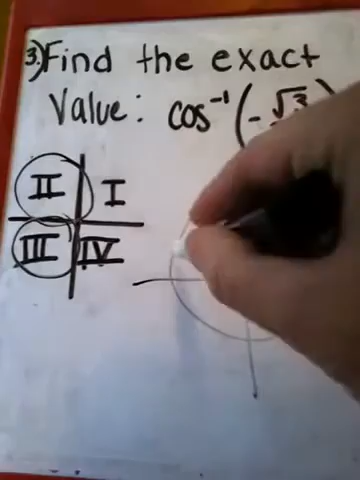 3.) Find the exact
Value: cos⁻¹(-√3)
II I
III IV